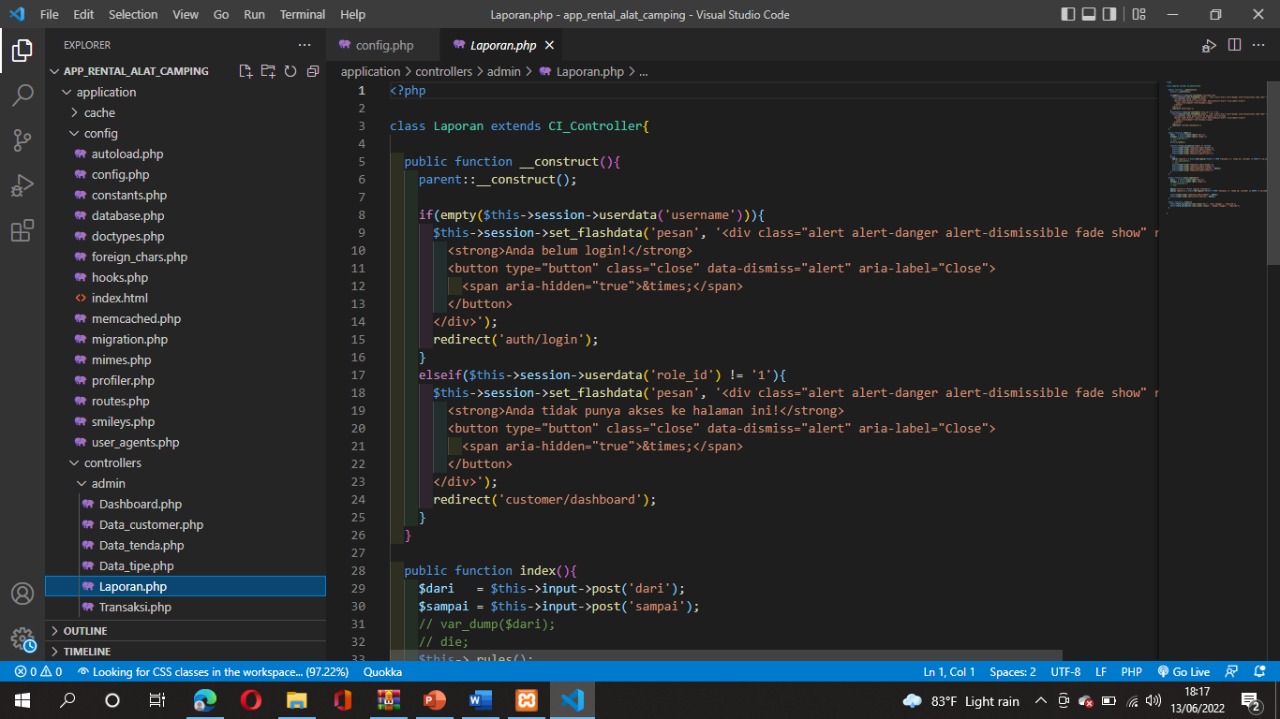 File Edit Selection View Go Run Terminal Help Laporan.php - app_rental_alat_camping - Visual Studio Code
EXPLORER
config.php Laporan.php
APP_RENTAL_ALAT_CAMPING
application > controllers > admin > Laporan.php > ...
application
cache
config
autoload.php
config.php
constants.php
database.php
doctypes.php
foreign_chars.php
hooks.php
index.html
memcached.php
migration.php
mimes.php
profiler.php
routes.php
smileys.php
user_agents.php
controllers
admin
Dashboard.php
Data_customer.php
Data_tenda.php
Data_tipe.php
Laporan.php
Transaksi.php
OUTLINE
TIMELINE
1 <?php
2
3 class Laporan extends CI_Controller{
4
5 public function __construct(){
6 parent::__construct();
7
8 if(empty($this->session->userdata('username'))){
9 $this->session->set_flashdata('pesan', '<div class="alert alert-danger alert-dismissible fade show" r
10 <strong>Anda belum login!</strong>
11 <button type="button" class="close" data-dismiss="alert" aria-label="Close">
12 <span aria-hidden="true">&times;</span>
13 </button>
14 </div>');
15 redirect('auth/login');
16 }
17 elseif($this->session->userdata('role_id') != '1'){
18 $this->session->set_flashdata('pesan', '<div class="alert alert-danger alert-dismissible fade show" r
19 <strong>Anda tidak punya akses ke halaman ini!</strong>
20 <button type="button" class="close" data-dismiss="alert" aria-label="Close">
21 <span aria-hidden="true">&times;</span>
22 </button>
23 </div>');
24 redirect('customer/dashboard');
25 }
26 }
27
28 public function index(){
29 $dari = $this->input->post('dari');
30 $sampai = $this->input->post('sampai');
31 // var_dump($dari);
32 // die;
33 $this->_rules();
0 0 Looking for CSS classes in the workspace... (97.22%) Quokka Ln 1, Col 1 Spaces: 2 UTF-8 LF PHP Go Live
83°F Light rain 18:17
13/06/2022 2